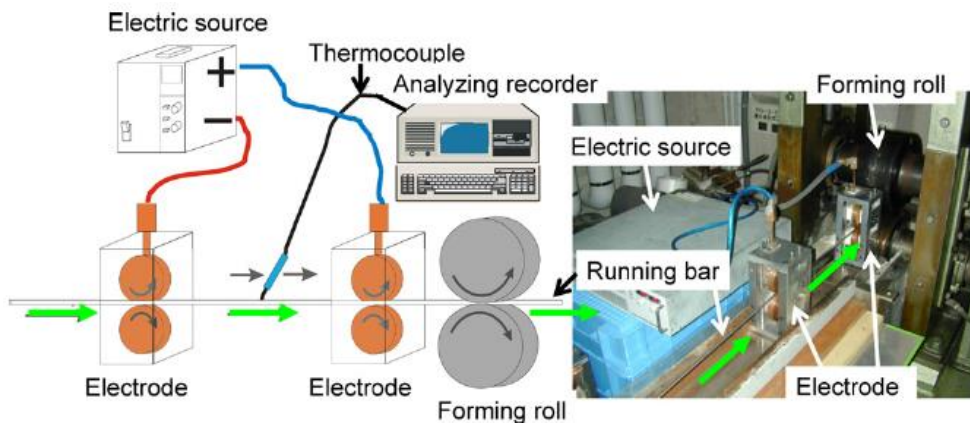 Electric source
+
−
Thermocouple
Analyzing recorder
Electrode
Electrode
Forming roll
Running bar
Electric source
Forming roll
Electrode